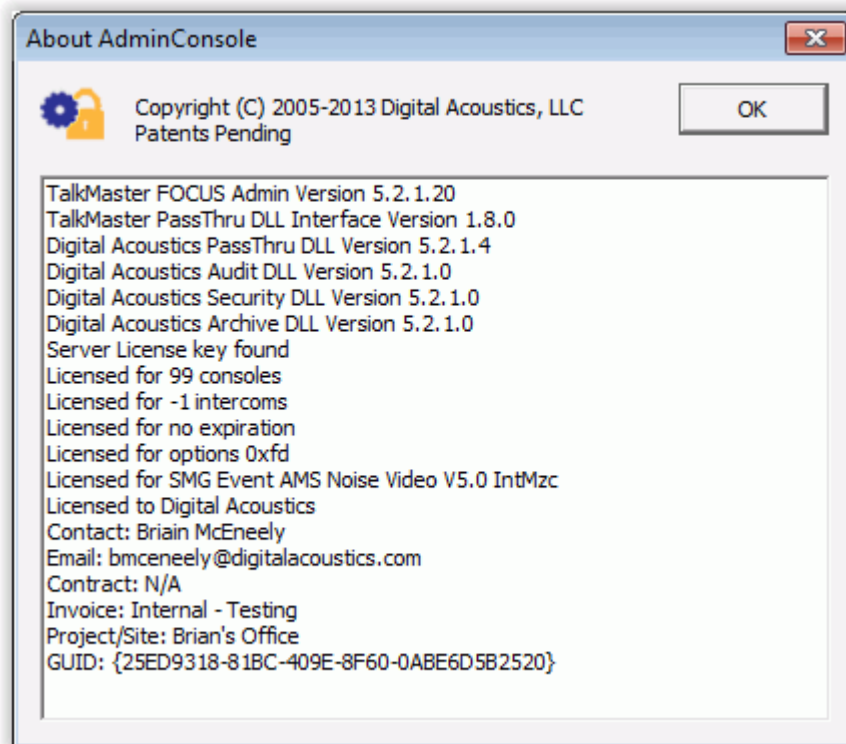 About AdminConsole
Copyright (C) 2005-2013 Digital Acoustics, LLC
Patents Pending
OK
TalkMaster FOCUS Admin Version 5.2.1.20
TalkMaster PassThru DLL Interface Version 1.8.0
Digital Acoustics PassThru DLL Version 5.2.1.4
Digital Acoustics Audit DLL Version 5.2.1.0
Digital Acoustics Security DLL Version 5.2.1.0
Digital Acoustics Archive DLL Version 5.2.1.0
Server License key found
Licensed for 99 consoles
Licensed for -1 intercoms
Licensed for no expiration
Licensed for options 0xfd
Licensed for SMG Event AMS Noise Video V5.0 IntMzc
Licensed to Digital Acoustics
Contact: Briain McEneely
Email: bmceneely@digitalacoustics.com
Contract: N/A
Invoice: Internal - Testing
Project/Site: Brian's Office
GUID: {25ED9318-81BC-409E-8F60-0ABE6D5B2520}